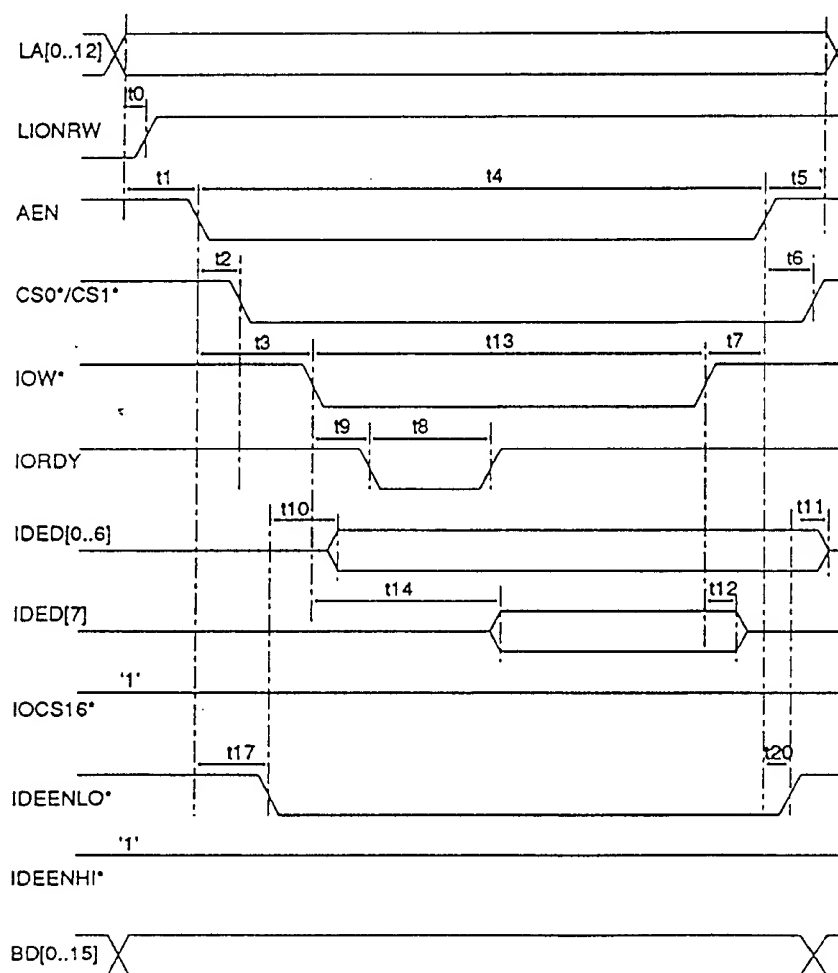 LA[0..12]
t0
LIONRW
t1 t4 t5
AEN
t2 t6
CS0*/CS1*
t3 t13 t7
IOW*
t9 t8
IORDY
t10 t11
IDED[0..6]
t14 t12
IDED[7]
'1'
IOCS16*
t17 t20
IDEENLO*
'1'
IDEENHI*
BD[0..15]